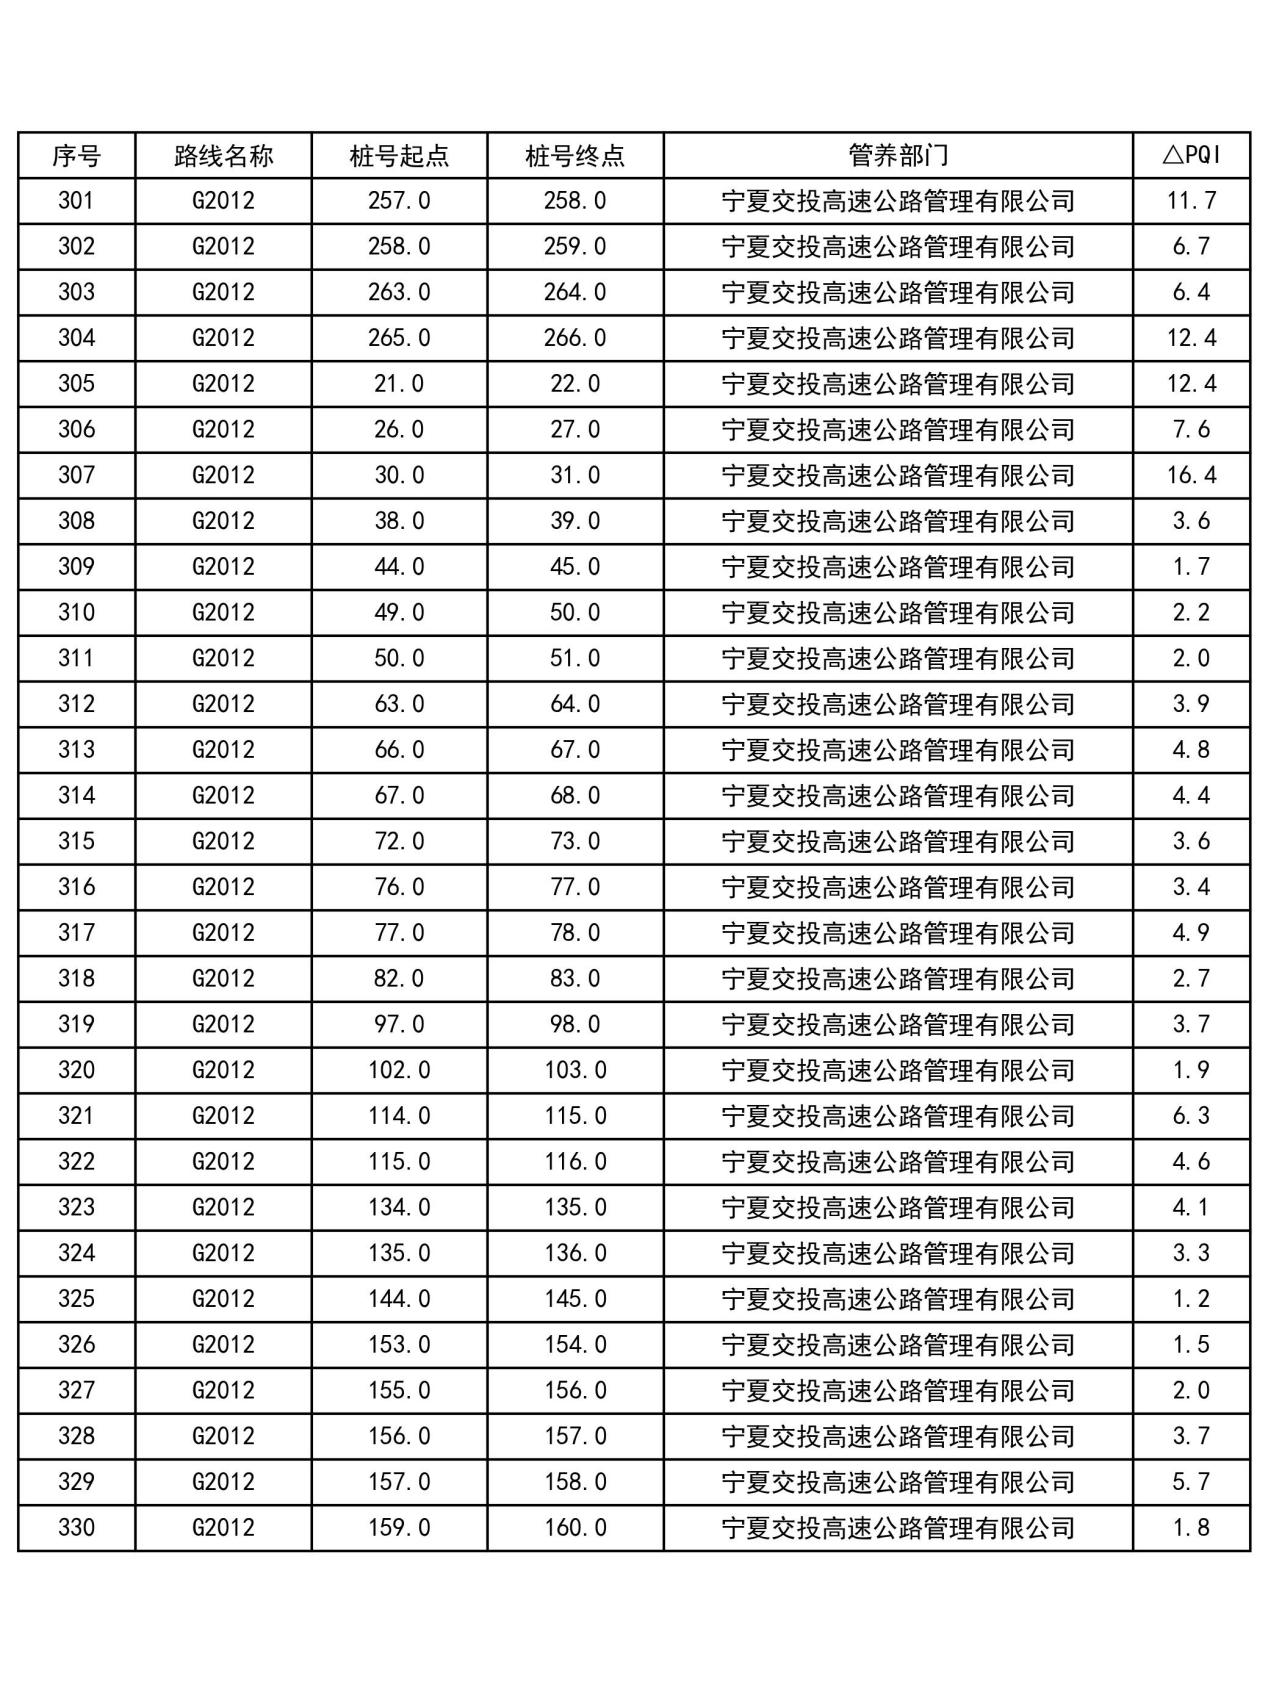 序号 路线名称 桩号起点 桩号终点 管养部门 △PQI
301 G2012 257.0 258.0 宁夏交投高速公路管理有限公司 11.7
302 G2012 258.0 259.0 宁夏交投高速公路管理有限公司 6.7
303 G2012 263.0 264.0 宁夏交投高速公路管理有限公司 6.4
304 G2012 265.0 266.0 宁夏交投高速公路管理有限公司 12.4
305 G2012 21.0 22.0 宁夏交投高速公路管理有限公司 12.4
306 G2012 26.0 27.0 宁夏交投高速公路管理有限公司 7.6
307 G2012 30.0 31.0 宁夏交投高速公路管理有限公司 16.4
308 G2012 38.0 39.0 宁夏交投高速公路管理有限公司 3.6
309 G2012 44.0 45.0 宁夏交投高速公路管理有限公司 1.7
310 G2012 49.0 50.0 宁夏交投高速公路管理有限公司 2.2
311 G2012 50.0 51.0 宁夏交投高速公路管理有限公司 2.0
312 G2012 63.0 64.0 宁夏交投高速公路管理有限公司 3.9
313 G2012 66.0 67.0 宁夏交投高速公路管理有限公司 4.8
314 G2012 67.0 68.0 宁夏交投高速公路管理有限公司 4.4
315 G2012 72.0 73.0 宁夏交投高速公路管理有限公司 3.6
316 G2012 76.0 77.0 宁夏交投高速公路管理有限公司 3.4
317 G2012 77.0 78.0 宁夏交投高速公路管理有限公司 4.9
318 G2012 82.0 83.0 宁夏交投高速公路管理有限公司 2.7
319 G2012 97.0 98.0 宁夏交投高速公路管理有限公司 3.7
320 G2012 102.0 103.0 宁夏交投高速公路管理有限公司 1.9
321 G2012 114.0 115.0 宁夏交投高速公路管理有限公司 6.3
322 G2012 115.0 116.0 宁夏交投高速公路管理有限公司 4.6
323 G2012 134.0 135.0 宁夏交投高速公路管理有限公司 4.1
324 G2012 135.0 136.0 宁夏交投高速公路管理有限公司 3.3
325 G2012 144.0 145.0 宁夏交投高速公路管理有限公司 1.2
326 G2012 153.0 154.0 宁夏交投高速公路管理有限公司 1.5
327 G2012 155.0 156.0 宁夏交投高速公路管理有限公司 2.0
328 G2012 156.0 157.0 宁夏交投高速公路管理有限公司 3.7
329 G2012 157.0 158.0 宁夏交投高速公路管理有限公司 5.7
330 G2012 159.0 160.0 宁夏交投高速公路管理有限公司 1.8